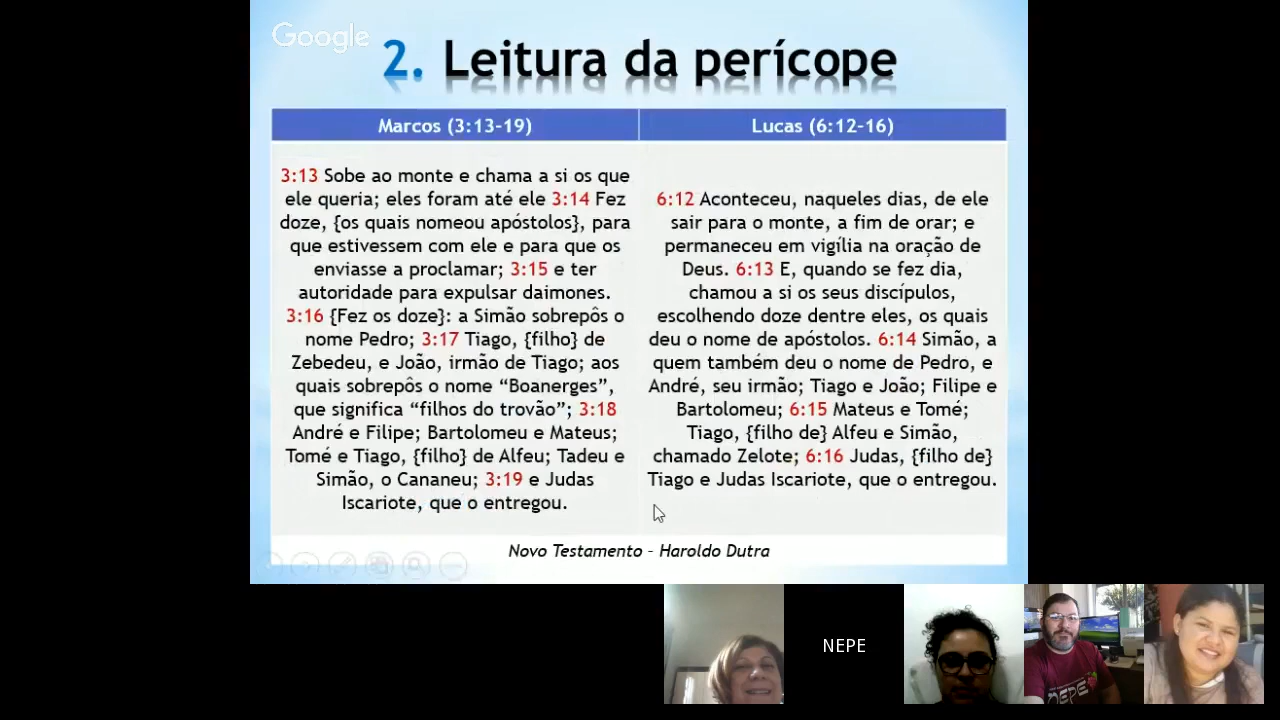 Google
2. Leitura da perícope
Marcos (3:13-19)
3:13 Sobe ao monte e chama a si os que
ele queria; eles foram até ele 3:14 Fez
doze, {os quais nomeou apóstolos}, para
que estivessem com ele e para que os
enviasse a proclamar; 3:15 e ter
autoridade para expulsar daimones.
3:16 {Fez os doze}: a Simão sobrepôs o
nome Pedro; 3:17 Tiago, {filho} de
Zebedeu, e João, irmão de Tiago; aos
quais sobrepôs o nome “Boanerges”,
que significa “filhos do trovão”; 3:18
André e Filipe; Bartolomeu e Mateus;
Tomé e Tiago, {filho} de Alfeu; Tadeu e
Simão, o Cananeu; 3:19 e Judas
Iscariote, que o entregou.
Lucas (6:12-16)
6:12 Aconteceu, naqueles dias, de ele
sair para o monte, a fim de orar; e
permaneceu em vigília na oração de
Deus. 6:13 E, quando se fez dia,
chamou a si os seus discípulos,
escolhendo doze dentre eles, os quais
deu o nome de apóstolos. 6:14 Simão, a
quem também deu o nome de Pedro, e
André, seu irmão; Tiago e João; Filipe e
Bartolomeu; 6:15 Mateus e Tomé;
Tiago, {filho de} Alfeu e Simão,
chamado Zelote; 6:16 Judas, {filho de}
Tiago e Judas Iscariote, que o entregou.
Novo Testamento - Haroldo Dutra
NEPE
NEPE